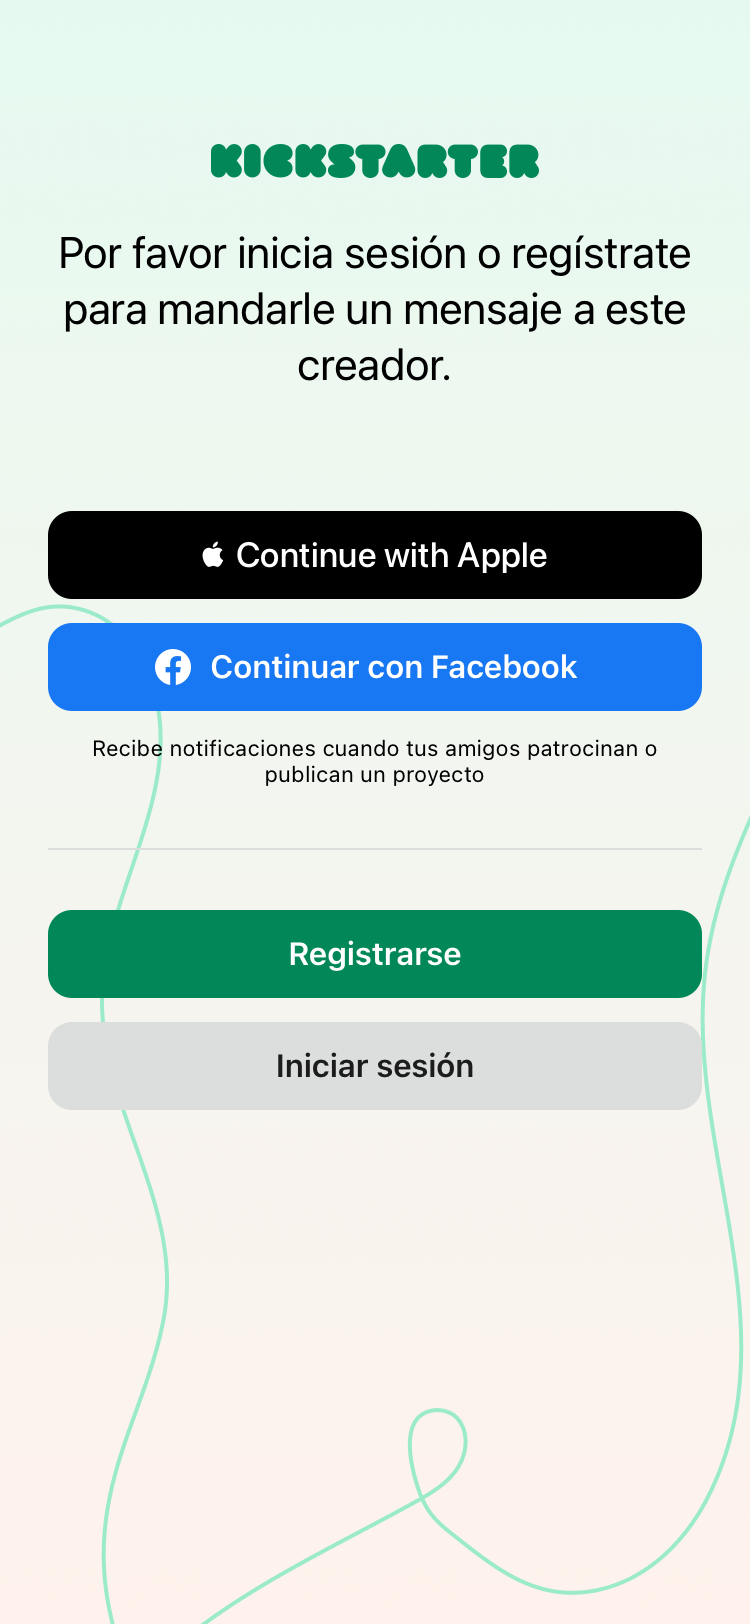 KICKSTARTER
Por favor inicia sesión o regístrate
para mandarle un mensaje a este
creador.
Continue with Apple
Continuar con Facebook
Recibe notificaciones cuando tus amigos patrocinan o
publican un proyecto
Registrarse
Iniciar sesión